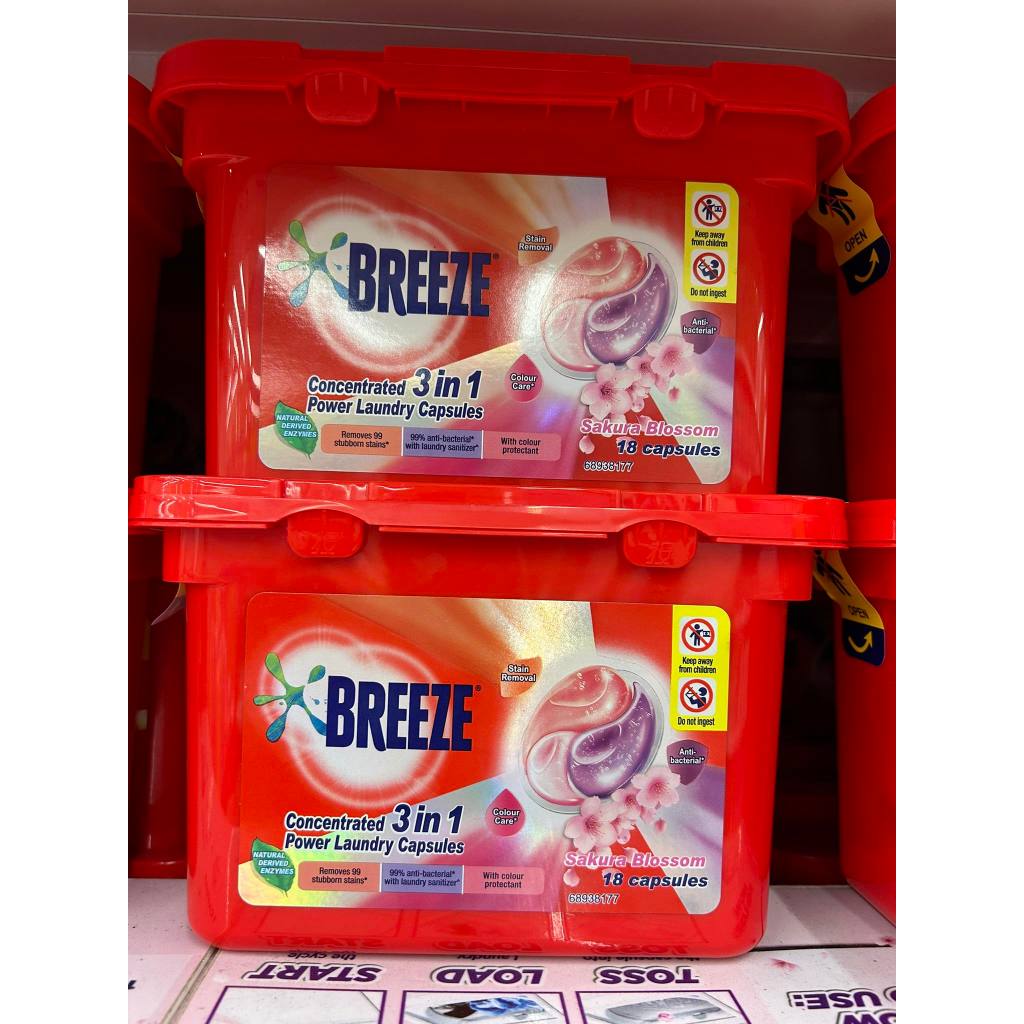 Stain
Removal
Keep away
from children
BREEZE®
Do not ingest
OPEN
Anti-
bacterial*
Colour
Care*
Concentrated 3 in 1
Power Laundry Capsules
NATURAL
DERIVED
ENZYMES
Removes 99
stubborn stains*
99% anti-bacterial*
with laundry sanitizer*
With colour
protectant
Sakura Blossom
18 capsules
68938177
Stain
Removal
Keep away
from children
BREEZE®
Do not ingest
OPEN
Anti-
bacterial*
Colour
Care*
Concentrated 3 in 1
Power Laundry Capsules
NATURAL
DERIVED
ENZYMES
Removes 99
stubborn stains*
99% anti-bacterial*
with laundry sanitizer*
With colour
protectant
Sakura Blossom
18 capsules
68938177
START
LOAD
TOSS
USE: